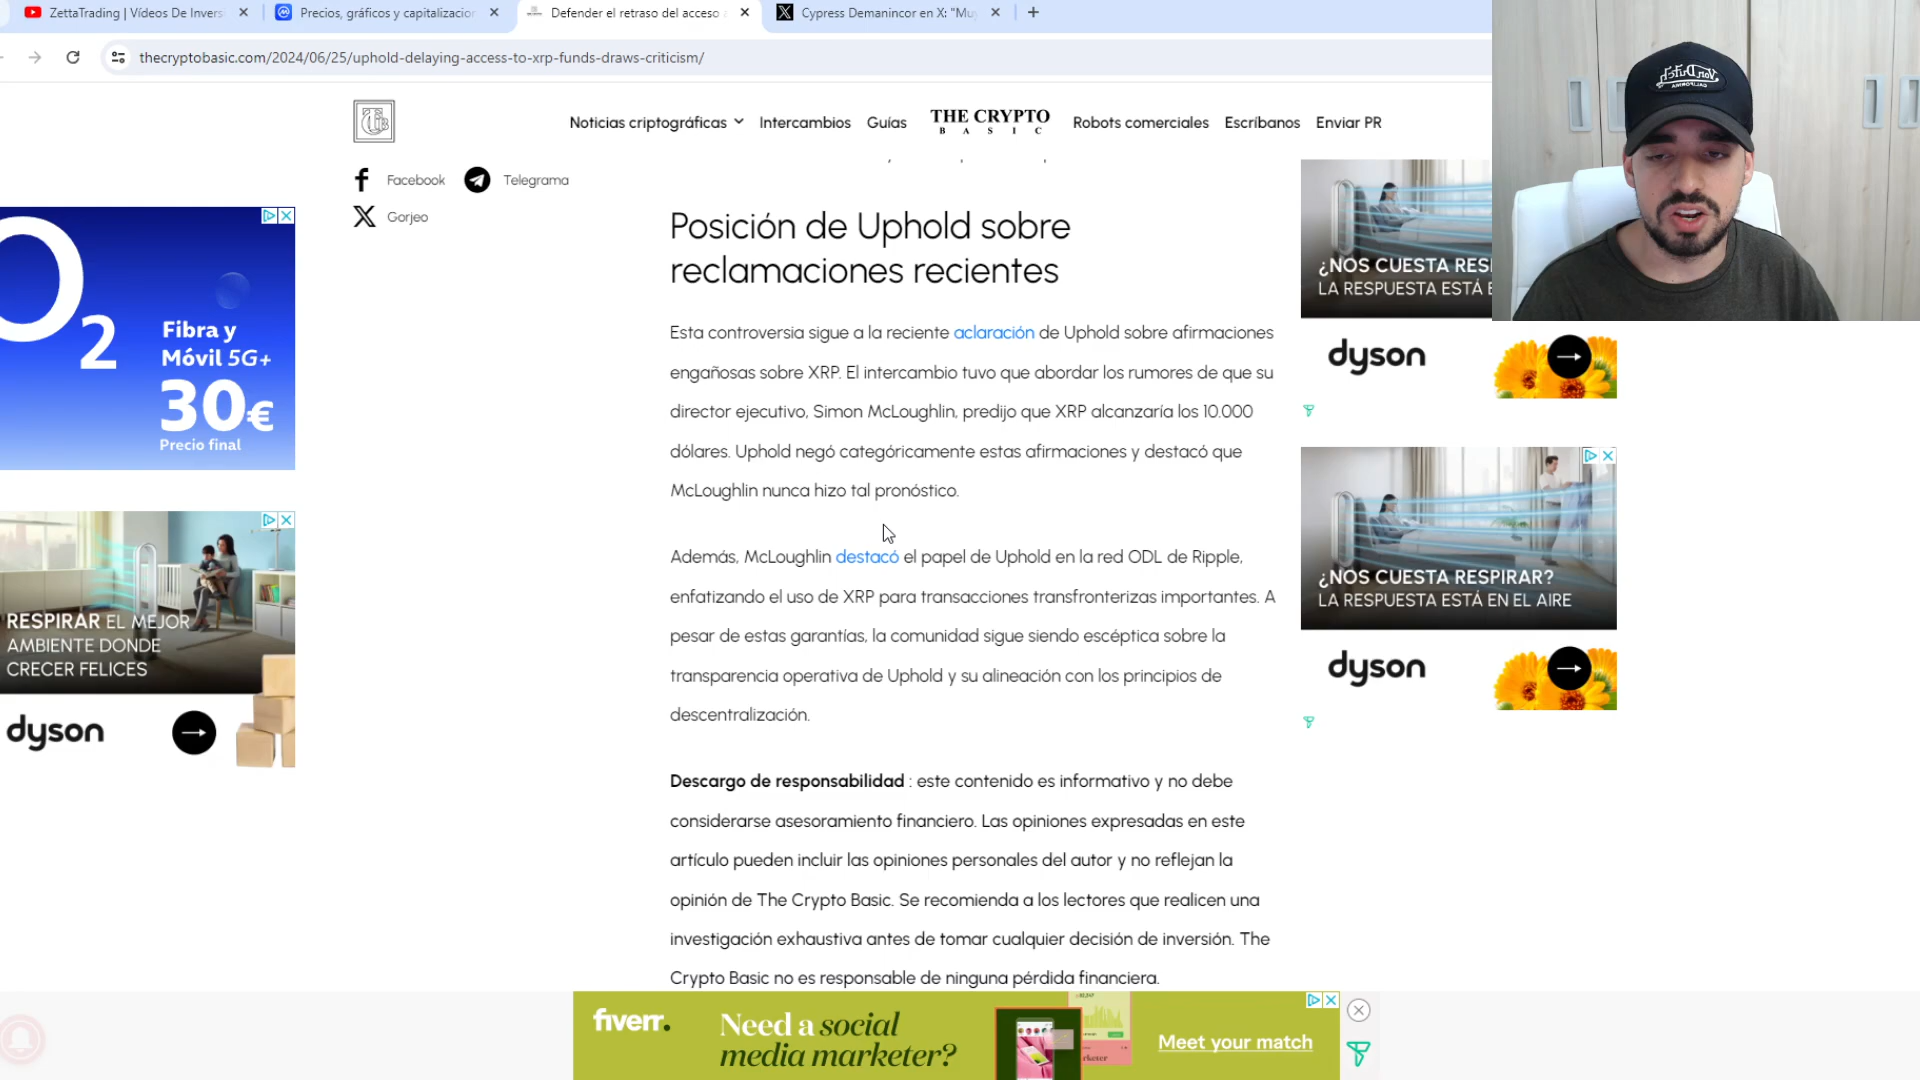 ZettaTrading | Vídeos De Invers
Precios, gráficos y capitalizacion
Defender el retraso del acceso a
Cypress Demanincor en X: "Muy
thecryptobasic.com/2024/06/25/uphold-delaying-access-to-xrp-funds-draws-criticism/
Noticias criptográficas
Intercambios
Guías
THE CRYPTO
BASIC
Robots comerciales
Escríbanos
Enviar PR
Facebook
Telegrama
Gorjeo
Posición de Uphold sobre
reclamaciones recientes
Esta controversia sigue a la reciente aclaración de Uphold sobre afirmaciones
engañosas sobre XRP. El intercambio tuvo que abordar los rumores de que su
director ejecutivo, Simon McLoughlin, predijo que XRP alcanzaría los 10.000
dólares. Uphold negó categóricamente estas afirmaciones y destacó que
McLoughlin nunca hizo tal pronóstico.
Además, McLoughlin destacó el papel de Uphold en la red ODL de Ripple,
enfatizando el uso de XRP para transacciones transfronterizas importantes. A
pesar de estas garantías, la comunidad sigue siendo escéptica sobre la
transparencia operativa de Uphold y su alineación con los principios de
descentralización.
Descargo de responsabilidad : este contenido es informativo y no debe
considerarse asesoramiento financiero. Las opiniones expresadas en este
artículo pueden incluir las opiniones personales del autor y no reflejan la
opinión de The Crypto Basic. Se recomienda a los lectores que realicen una
investigación exhaustiva antes de tomar cualquier decisión de inversión. The
Crypto Basic no es responsable de ninguna pérdida financiera.
O2
Fibra y
Móvil 5G+
30€
Precio final
RESPIRAR EL MEJOR
AMBIENTE DONDE
CRECER FELICES
dyson
¿NOS CUESTA RES
LA RESPUESTA ESTÁ E
dyson
¿NOS CUESTA RESPIRAR?
LA RESPUESTA ESTÁ EN EL AIRE
dyson
fiverr.
Need a social
media marketer?
Meet your match
Von Dutch
CALIFORNIA